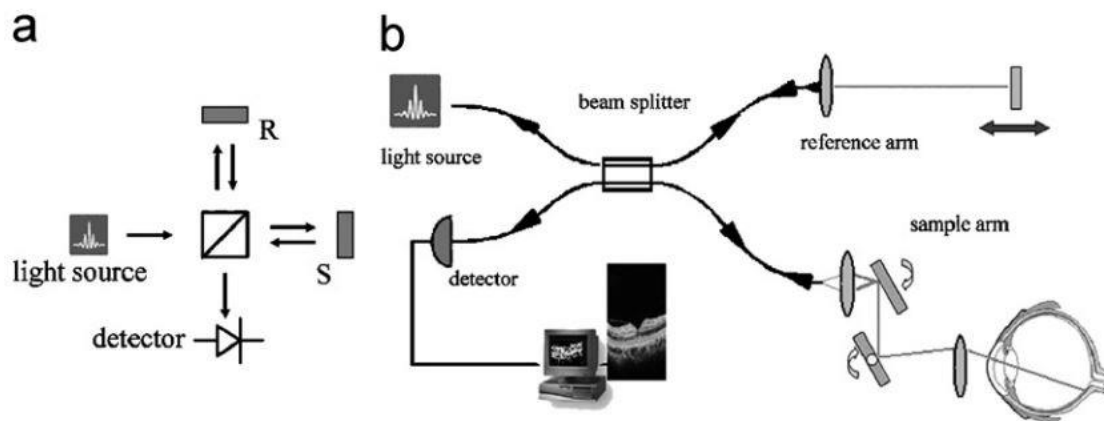 a
R
light source
S
detector
b
beam splitter
light source
reference arm
sample arm
detector